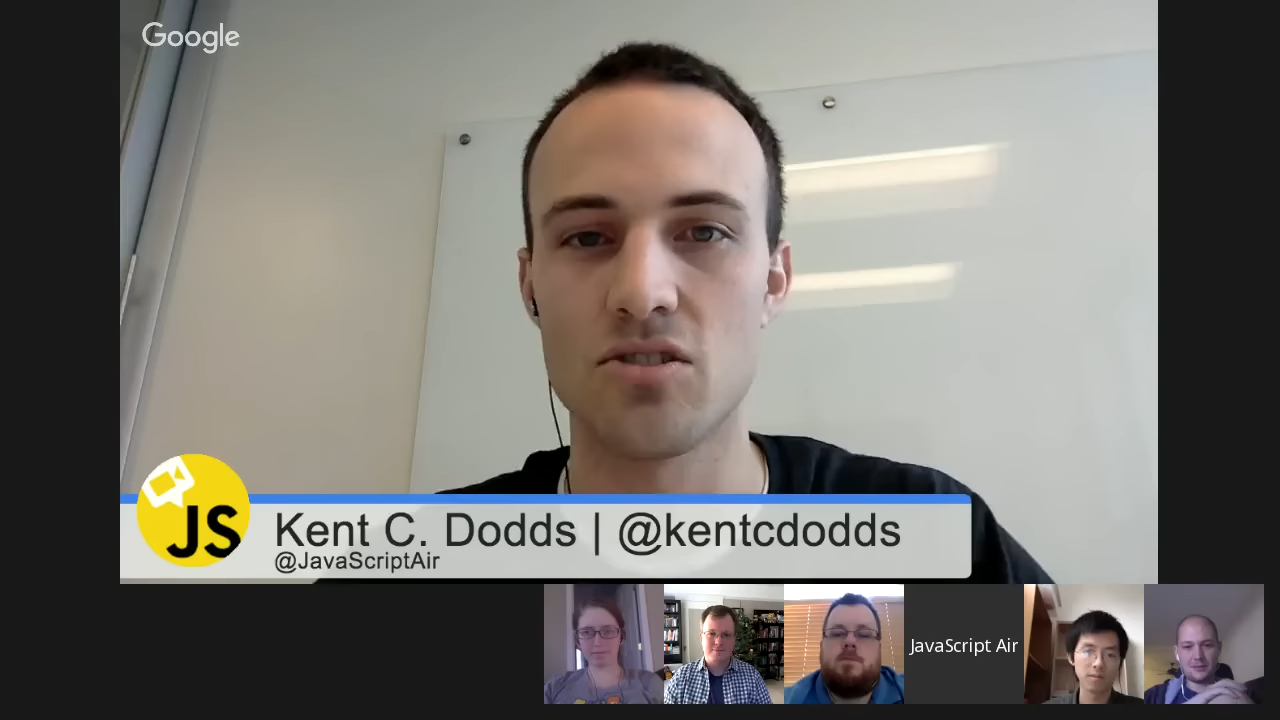 Google
JS
Kent C. Dodds | @kentcdodds
@JavaScriptAir
JavaScript Air